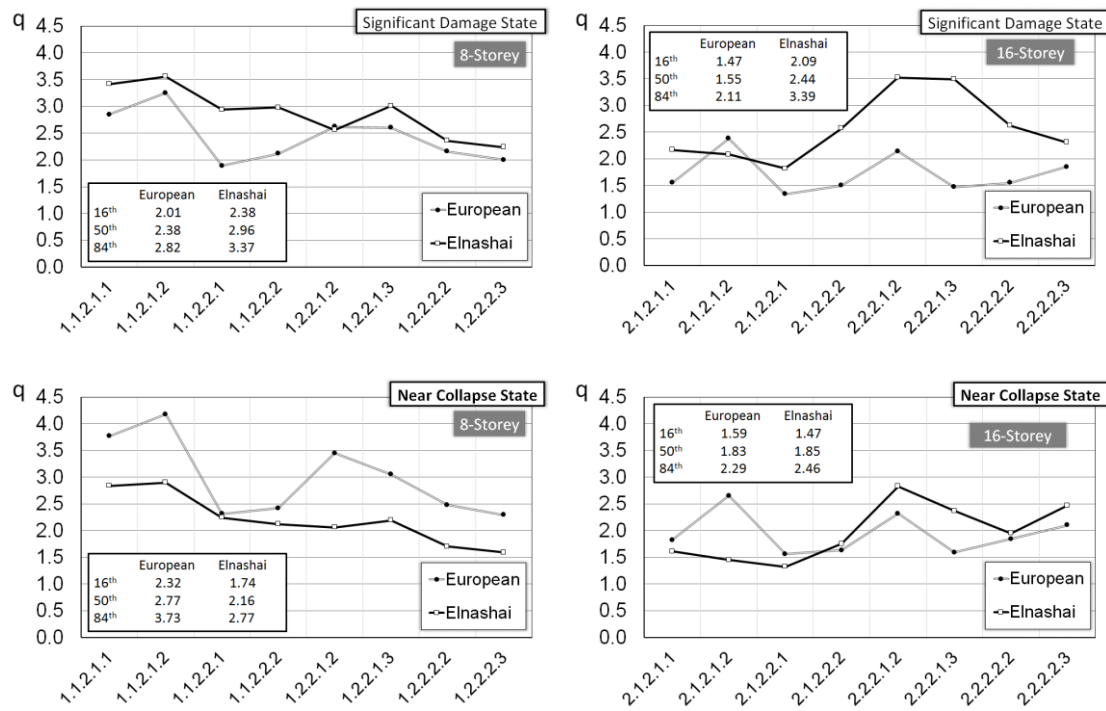 q
4.5
4.0
3.5
3.0
2.5
2.0
1.5
1.0
0.5
0.0
Significant Damage State
8-Storey
European Elnashai
16th 2.01 2.38
50th 2.38 2.96
84th 2.82 3.37
European
Elnashai
1.1.2.1.1 1.1.2.1.2 1.1.2.2.1 1.1.2.2.2 1.2.2.1.2 1.2.2.1.3 1.2.2.2.2 1.2.2.2.3
q
4.5
4.0
3.5
3.0
2.5
2.0
1.5
1.0
0.5
0.0
Significant Damage State
16-Storey
European Elnashai
16th 1.47 2.09
50th 1.55 2.44
84th 2.11 3.39
European
Elnashai
2.1.2.1.1 2.1.2.1.2 2.1.2.2.1 2.1.2.2.2 2.2.2.1.2 2.2.2.1.3 2.2.2.2.2 2.2.2.2.3
q
4.5
4.0
3.5
3.0
2.5
2.0
1.5
1.0
0.5
0.0
Near Collapse State
8-Storey
European Elnashai
16th 2.32 1.74
50th 2.77 2.16
84th 3.73 2.77
European
Elnashai
1.1.2.1.1 1.1.2.1.2 1.1.2.2.1 1.1.2.2.2 1.2.2.1.2 1.2.2.1.3 1.2.2.2.2 1.2.2.2.3
q
4.5
4.0
3.5
3.0
2.5
2.0
1.5
1.0
0.5
0.0
Near Collapse State
16-Storey
European Elnashai
16th 1.59 1.47
50th 1.83 1.85
84th 2.29 2.46
European
Elnashai
2.1.2.1.1 2.1.2.1.2 2.1.2.2.1 2.1.2.2.2 2.2.2.1.2 2.2.2.1.3 2.2.2.2.2 2.2.2.2.3